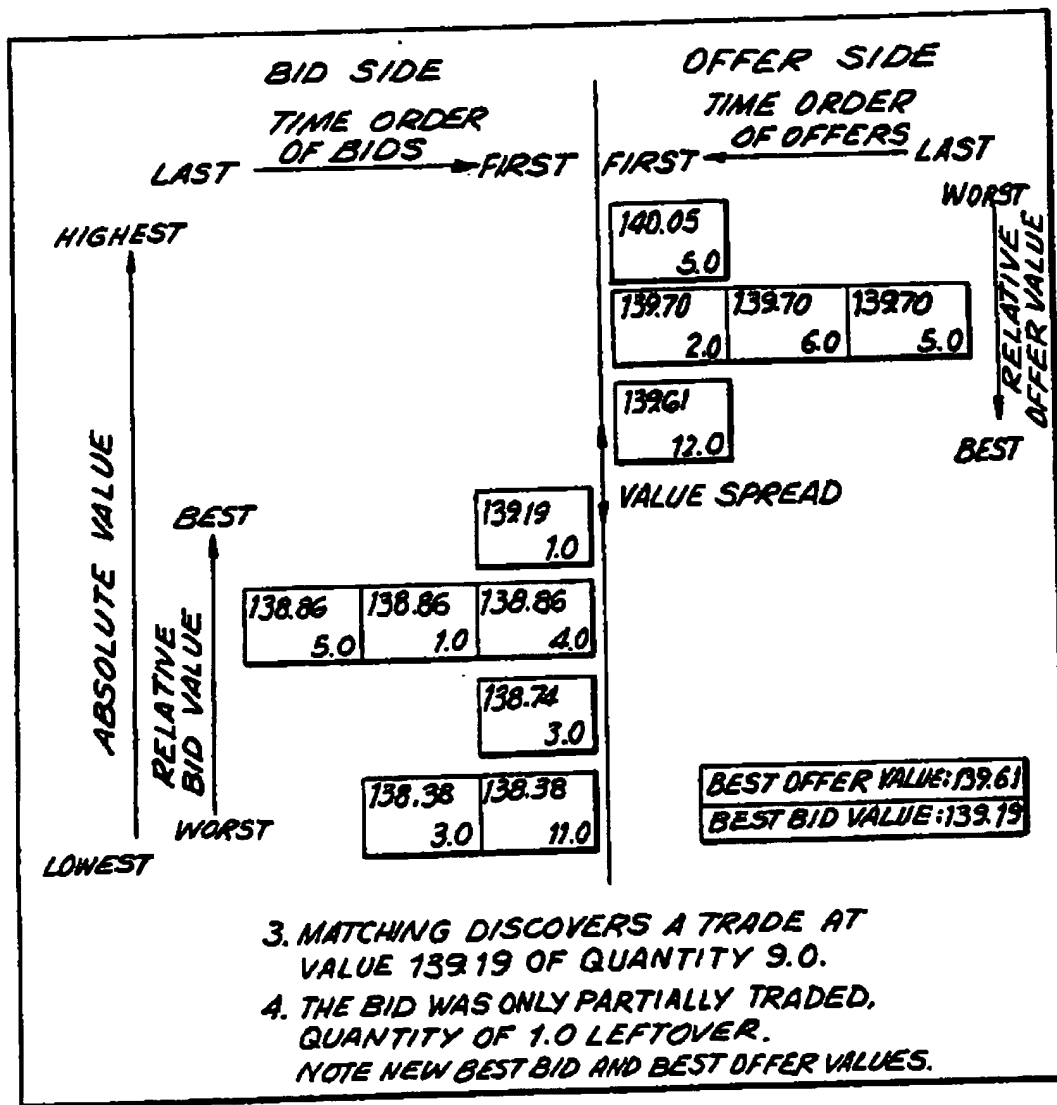 BID SIDE
OFFER SIDE
TIME ORDER
OF BIDS
TIME ORDER
OF OFFERS
LAST
FIRST
FIRST
LAST
WORST
HIGHEST
140.05
5.0
139.70
2.0
139.70
6.0
139.70
5.0
RELATIVE
OFFER VALUE
139.61
12.0
BEST
VALUE SPREAD
ABSOLUTE VALUE
BEST
139.19
1.0
138.86
5.0
138.86
1.0
138.86
4.0
RELATIVE
BID VALUE
138.74
3.0
138.38
3.0
138.38
11.0
WORST
LOWEST
BEST OFFER VALUE:139.61
BEST BID VALUE:139.19
3. MATCHING DISCOVERS A TRADE AT
VALUE 139.19 OF QUANTITY 9.0.
4. THE BID WAS ONLY PARTIALLY TRADED,
QUANTITY OF 1.0 LEFTOVER.
NOTE NEW BEST BID AND BEST OFFER VALUES.